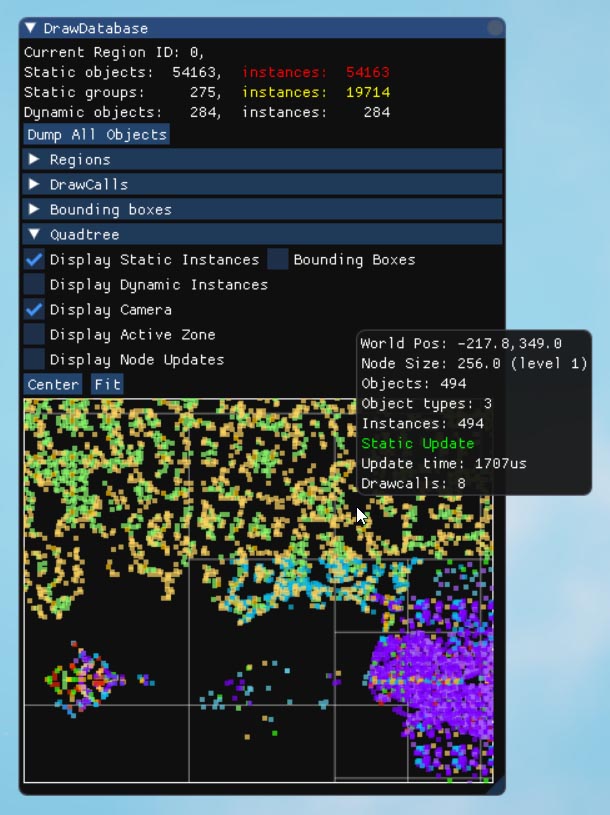 DrawDatabase
Current Region ID: 0,
Static objects: 54163, instances: 54163
Static groups: 275, instances: 19714
Dynamic objects: 284, instances: 284
Dump All Objects
Regions
DrawCalls
Bounding boxes
Quadtree
Display Static Instances Bounding Boxes
Display Dynamic Instances
Display Camera
Display Active Zone
Display Node Updates
Center Fit
World Pos: -217.8,349.0
Node Size: 256.0 (level 1)
Objects: 494
Object types: 3
Instances: 494
Static Update
Update time: 1707us
Drawcalls: 8